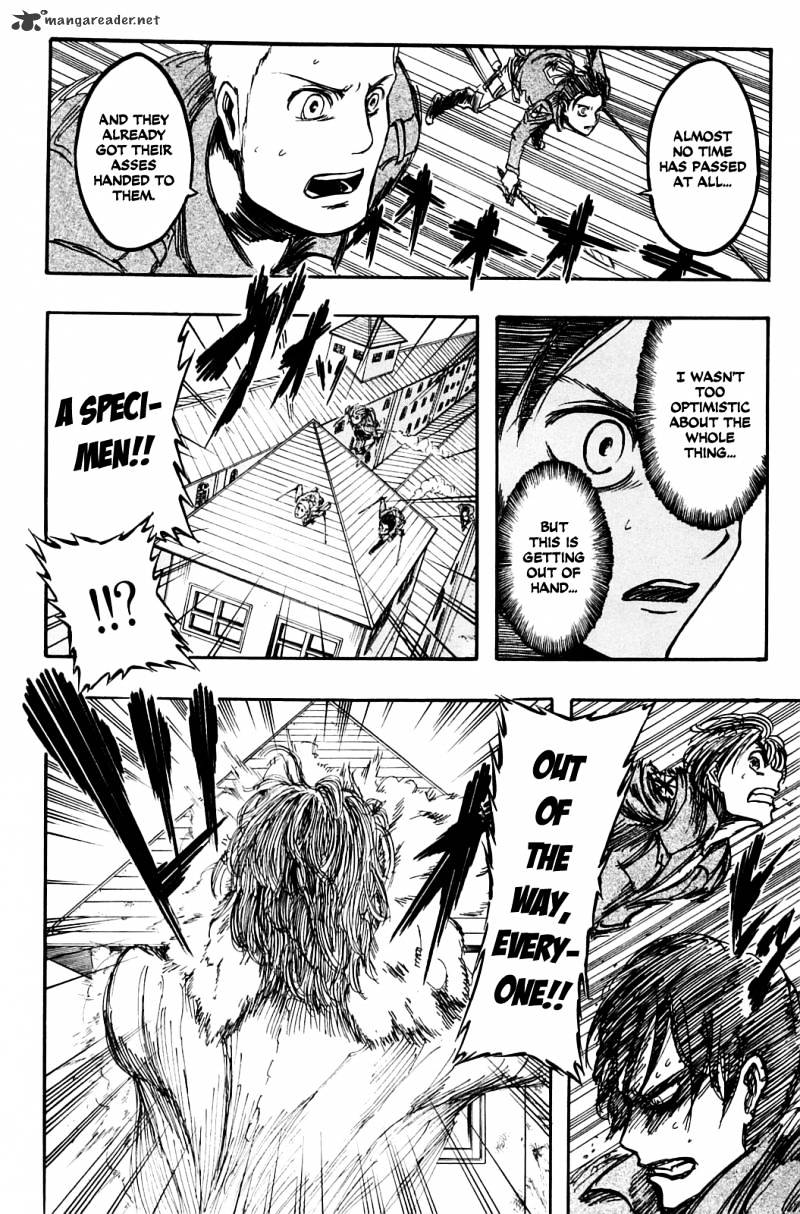 mangareader.net
ALMOST
NO TIME
HAS PASSED
AT ALL...
AND THEY
ALREADY
GOT THEIR
ASSES
HANDED TO
THEM.
I WASN'T
TOO
OPTIMISTIC
ABOUT THE
WHOLE
THING...
BUT
THIS IS
GETTING
OUT OF
HAND...
A SPECI-
MEN!!
!!?
OUT
OF
THE
WAY,
EVERY-
ONE!!